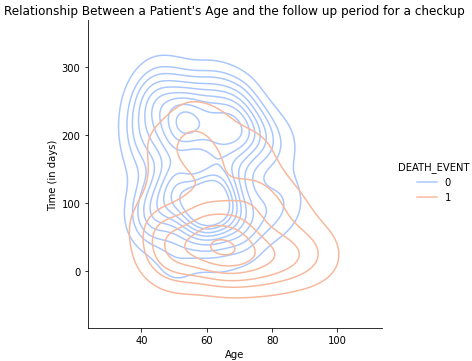 Relationship Between a Patient's Age and the follow up period for a checkup
300
200
100
0
Time (in days)
40 60 80 100
Age
DEATH_EVENT
0
1